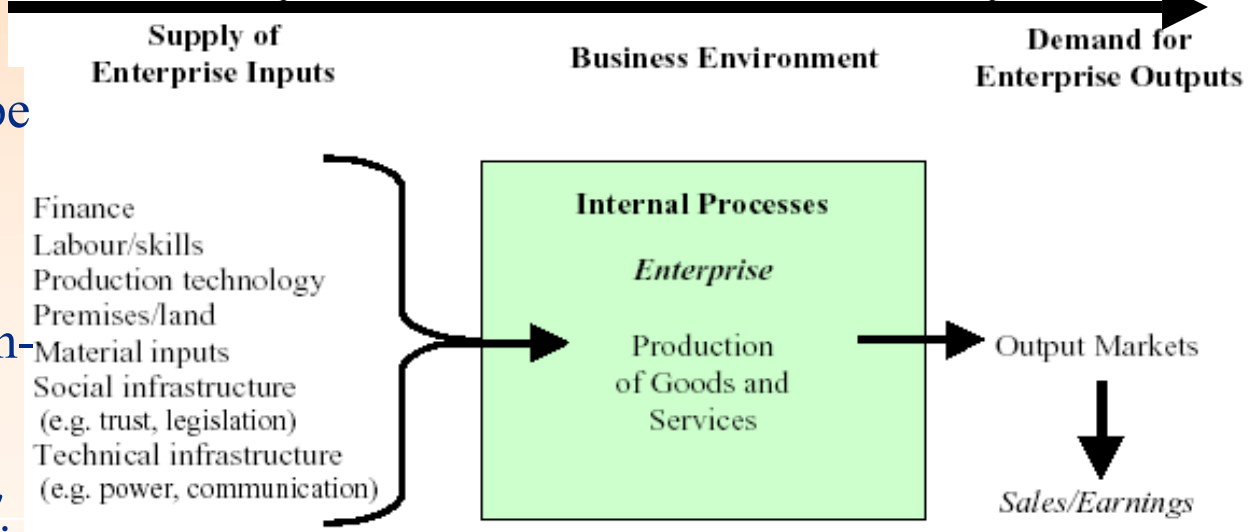 Supply of
Enterprise Inputs
Business Environment
Demand for
Enterprise Outputs
Finance
Labour/skills
Production technology
Premises/land
Material inputs
Social infrastructure
(e.g. trust, legislation)
Technical infrastructure
(e.g. power, communication)
Internal Processes
Enterprise
Production
of Goods and
Services
Output Markets
Sales/Earnings